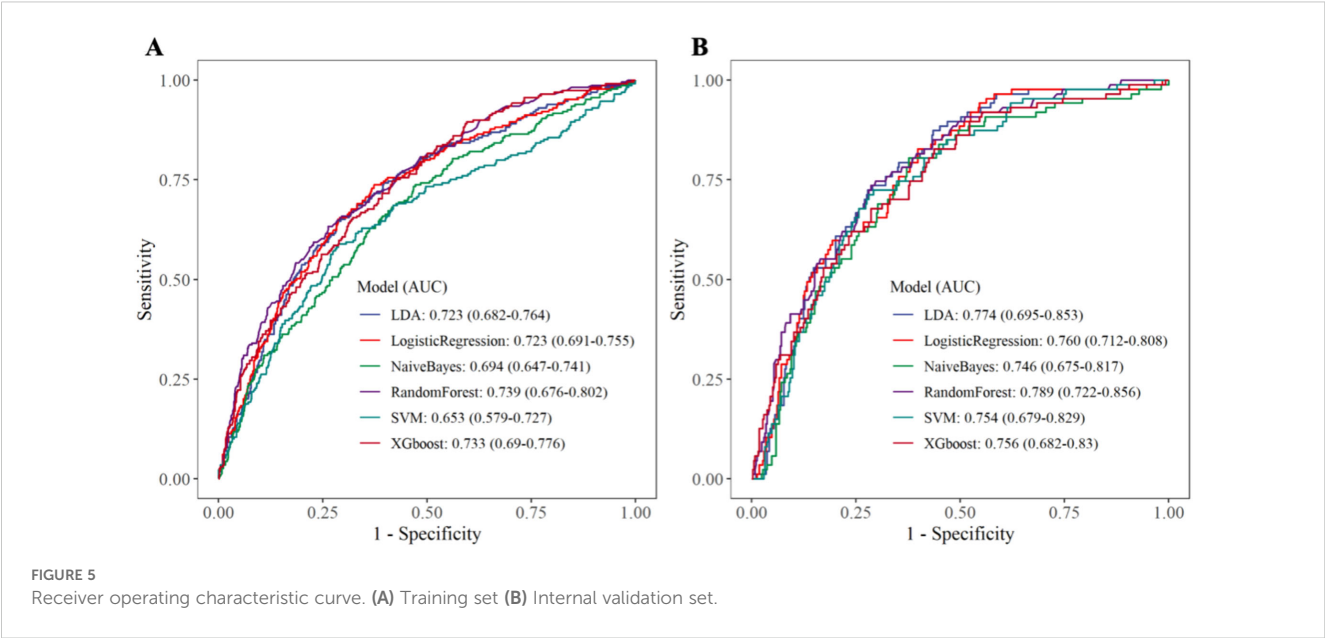 A
B
1.00
0.75
0.50
0.25
0.00
Sensitivity
Model (AUC)
LDA: 0.723 (0.682-0.764)
LogisticRegression: 0.723 (0.691-0.755)
NaiveBayes: 0.694 (0.647-0.741)
RandomForest: 0.739 (0.676-0.802)
SVM: 0.653 (0.579-0.727)
XGboost: 0.733 (0.69-0.776)
0.00 0.25 0.50 0.75 1.00
1 - Specificity
1.00
0.75
0.50
0.25
0.00
Sensitivity
Model (AUC)
LDA: 0.774 (0.695-0.853)
LogisticRegression: 0.760 (0.712-0.808)
NaiveBayes: 0.746 (0.675-0.817)
RandomForest: 0.789 (0.722-0.856)
SVM: 0.754 (0.679-0.829)
XGboost: 0.756 (0.682-0.83)
0.00 0.25 0.50 0.75 1.00
1 - Specificity
FIGURE 5
Receiver operating characteristic curve. (A) Training set (B) Internal validation set.